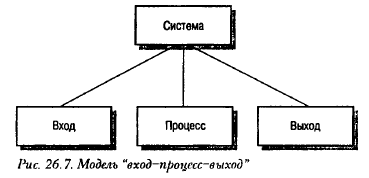 Система
Вход Процесс Выход
Рис. 26.7. Модель "вход-процесс-выход"